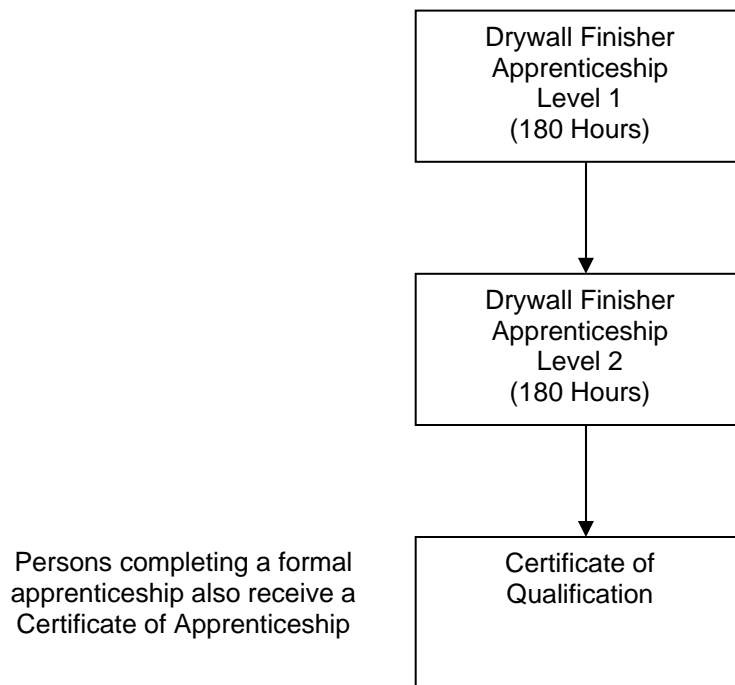 Drywall Finisher
Apprenticeship
Level 1
(180 Hours)
Drywall Finisher
Apprenticeship
Level 2
(180 Hours)
Persons completing a formal
apprenticeship also receive a
Certificate of Apprenticeship
Certificate of
Qualification